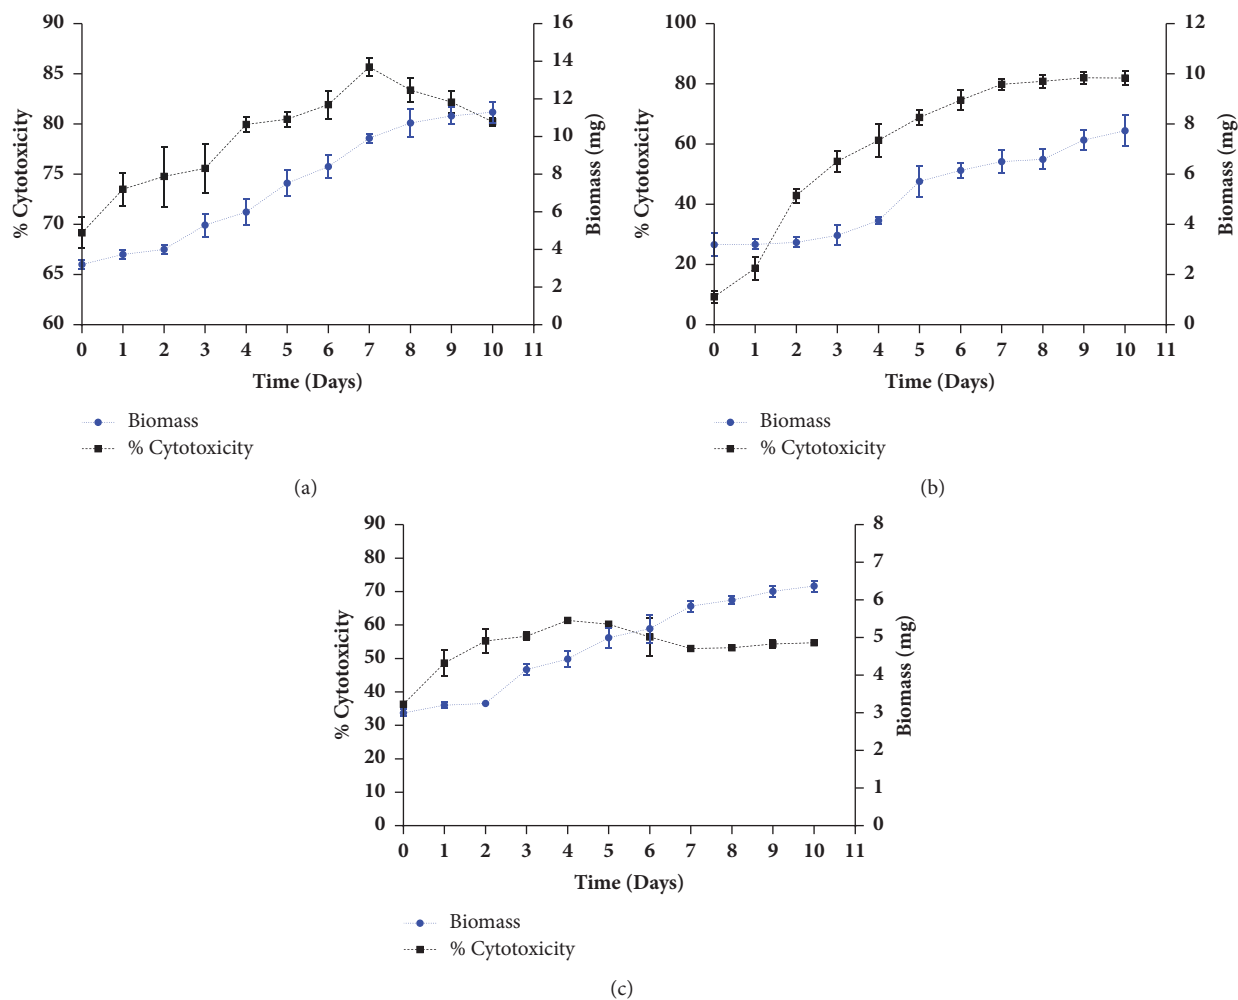 90
85
80
75
70
65
60
% Cytotoxicity
16
14
12
10
8
6
4
2
0
Biomass (mg)
0 1 2 3 4 5 6 7 8 9 10 11
Time (Days)
Biomass
% Cytotoxicity
(a)
100
80
60
40
20
0
% Cytotoxicity
12
10
8
6
4
2
0
Biomass (mg)
0 1 2 3 4 5 6 7 8 9 10 11
Time (Days)
Biomass
% Cytotoxicity
(b)
90
80
70
60
50
40
30
20
10
0
% Cytotoxicity
8
7
6
5
4
3
2
1
0
Biomass (mg)
0 1 2 3 4 5 6 7 8 9 10 11
Time (Days)
Biomass
% Cytotoxicity
(c)